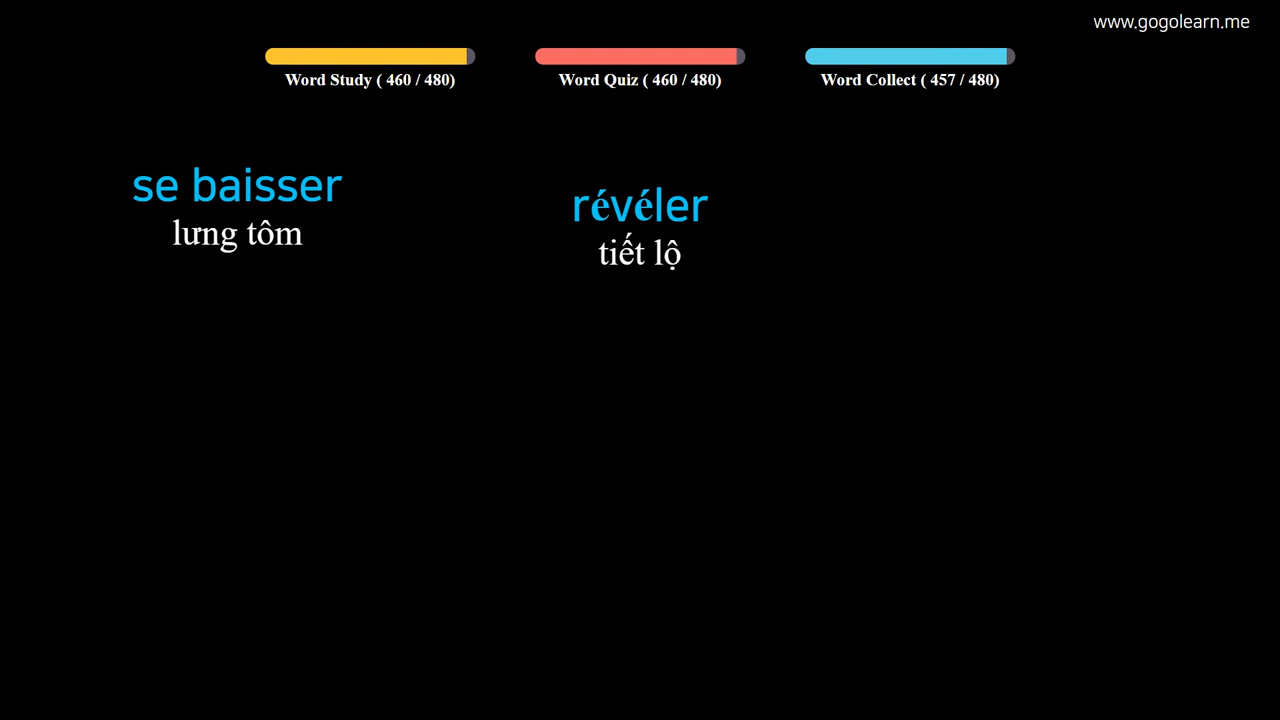 www.gogolearn.me
Word Study ( 460 / 480)
Word Quiz ( 460 / 480)
Word Collect ( 457 / 480)
se baisser
lưng tôm
révéler
tiết lộ